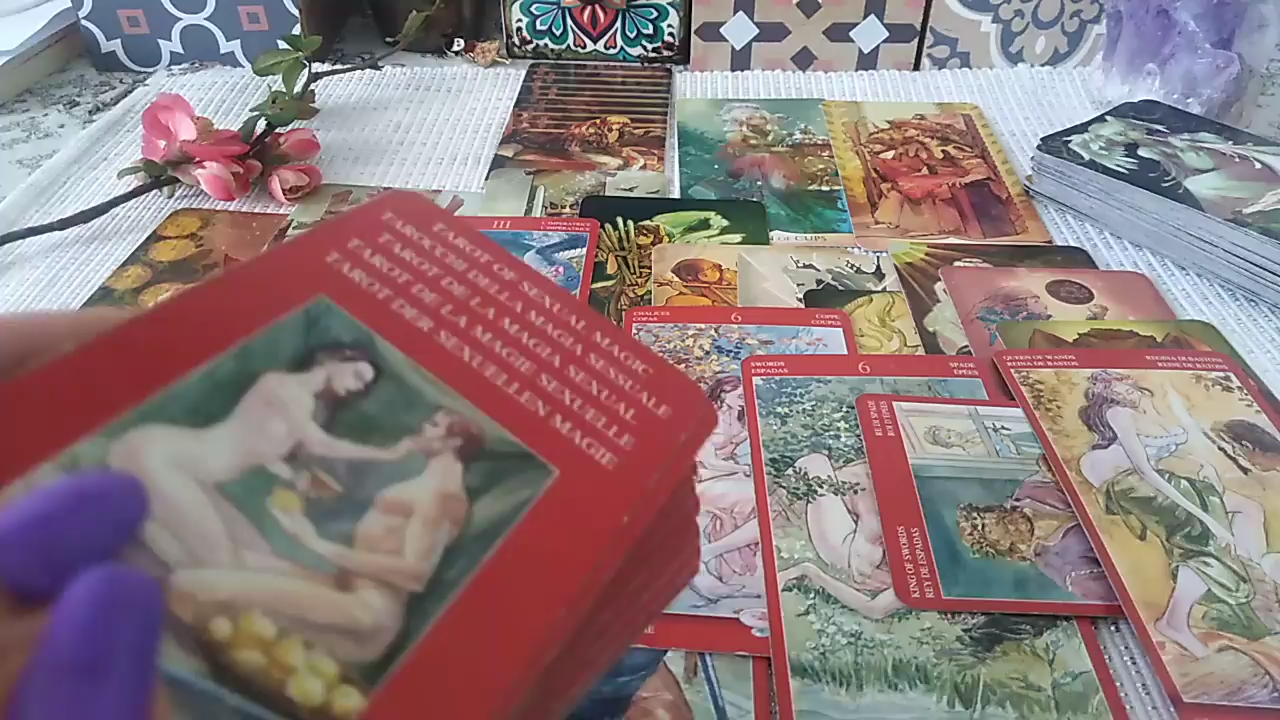 TAROT OF SEXUAL MAGIC
TAROCCHI DELLA MAGIA SESSUALE
TAROT DE LA MAGIA SEXUAL
TAROT DE LA MAGIE SEXUELLE
TAROT DER SEXUELLEN MAGIE
III
L'IMPERATRICE
L'IMPÉRATRICE
OF CUPS
CHALICES
COPAS
6
COPPE
COUPES
SWORDS
ESPADAS
6
SPADE
ÉPÉES
KING OF SWORDS
REY DE ESPADAS
RE DI SPADE
ROI D'ÉPÉES
QUEEN OF WANDS
REINA DE BASTOS
REGINA DI BASTONI
REINE DE BÂTONS